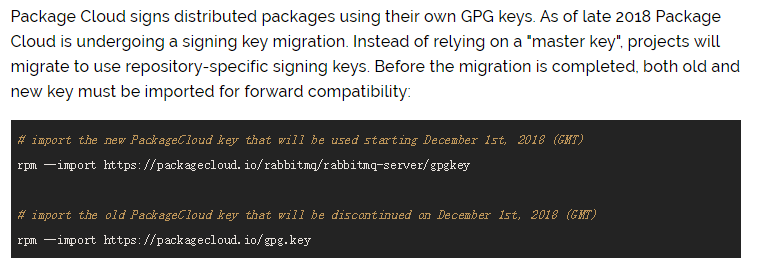 Package Cloud signs distributed packages using their own GPG keys. As of late 2018 Package
Cloud is undergoing a signing key migration. Instead of relying on a "master key", projects will
migrate to use repository-specific signing keys. Before the migration is completed, both old and
new key must be imported for forward compatibility:
# import the new PackageCloud key that will be used starting December 1st, 2018 (GMT)
rpm --import https://packagecloud.io/rabbitmq/rabbitmq-server/gpgkey
# import the old PackageCloud key that will be discontinued on December 1st, 2018 (GMT)
rpm --import https://packagecloud.io/gpg.key